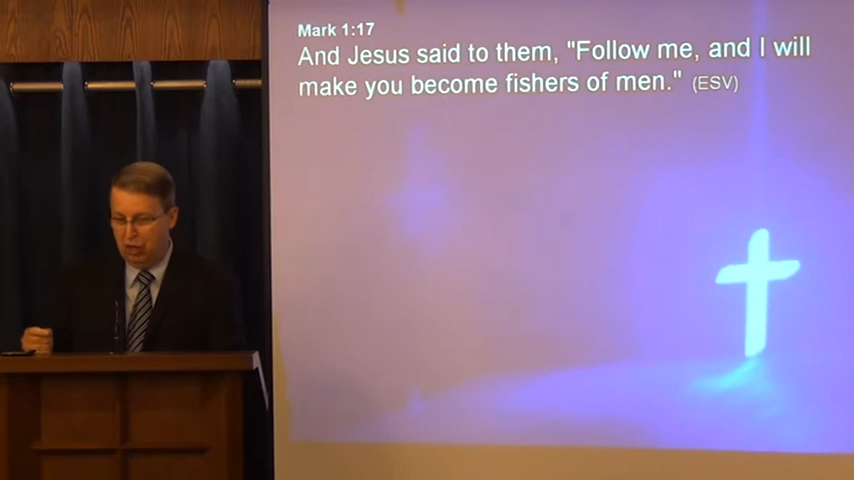 Mark 1:17
And Jesus said to them, "Follow me, and I will
make you become fishers of men." (ESV)